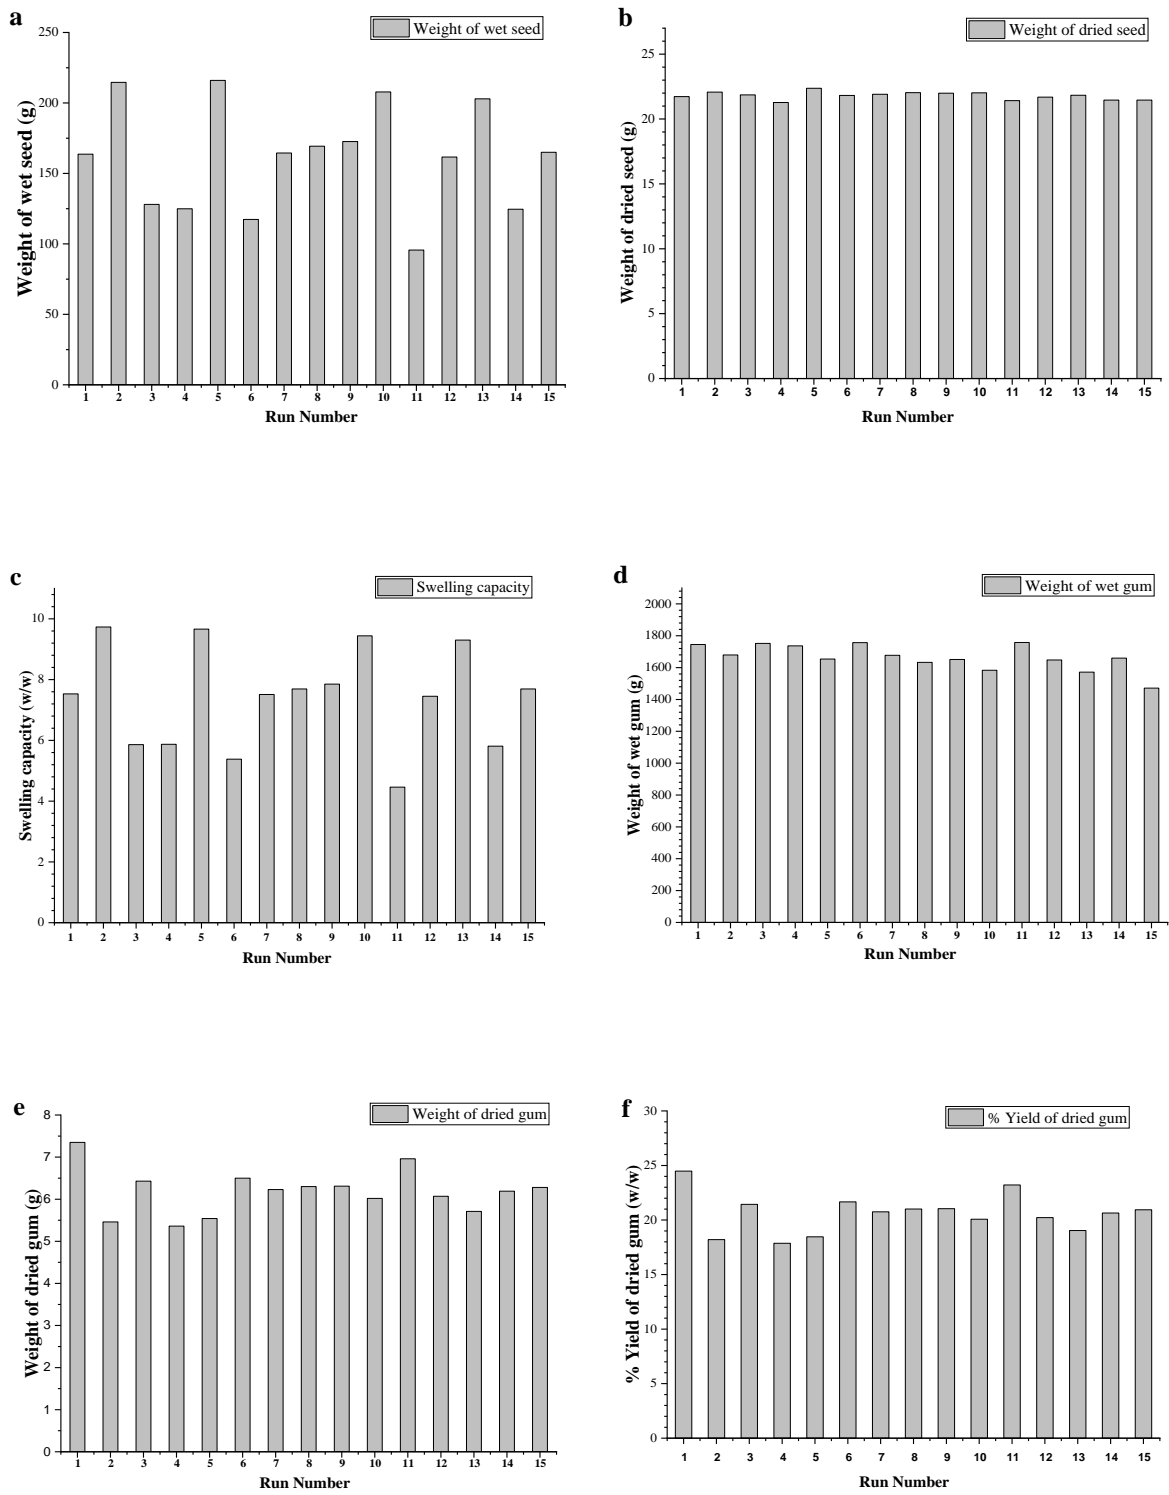 a
Weight of wet seed
250
200
150
100
50
0
Weight of wet seed (g)
1 2 3 4 5 6 7 8 9 10 11 12 13 14 15
Run Number
b
Weight of dried seed
25
20
15
10
5
0
Weight of dried seed (g)
1 2 3 4 5 6 7 8 9 10 11 12 13 14 15
Run Number
c
Swelling capacity
10
8
6
4
2
0
Swelling capacity (w/w)
1 2 3 4 5 6 7 8 9 10 11 12 13 14 15
Run Number
d
Weight of wet gum
2000
1800
1600
1400
1200
1000
800
600
400
200
0
Weight of wet gum (g)
1 2 3 4 5 6 7 8 9 10 11 12 13 14 15
Run Number
e
Weight of dried gum
8
7
6
5
4
3
2
1
0
Weight of dried gum (g)
1 2 3 4 5 6 7 8 9 10 11 12 13 14 15
Run Number
f
% Yield of dried gum
30
25
20
15
10
5
0
% Yield of dried gum (w/w)
1 2 3 4 5 6 7 8 9 10 11 12 13 14 15
Run Number